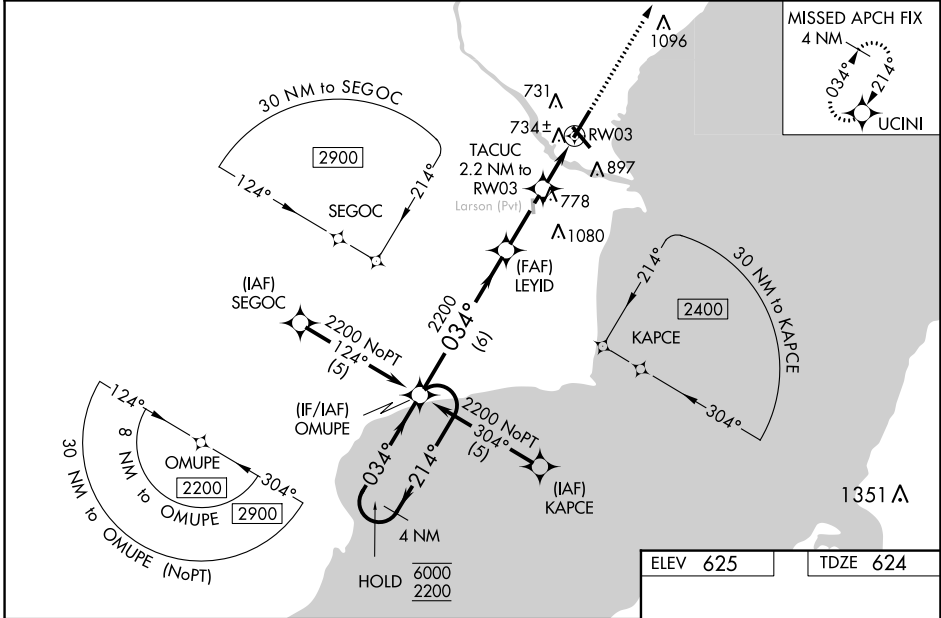 MISSED APCH FIX
4 NM
034°
214°
UCINI
1096
731
734±
RW03
TACUC
2.2 NM to
RW03
Larson (Pvt)
897
778
1080
30 NM to SEGOC
2900
124°
214°
SEGOC
(FAF)
LEYID
2200
034°
(6)
(IAF)
SEGOC
2200 NoPT
124°
(5)
214°
30 NM to KAPCE
2400
KAPCE
304°
(IF/IAF)
OMUPE
2200 NoPT
304°
(5)
(IAF)
KAPCE
124°
OMUPE
2200
304°
8 NM to OMUPE
2900
30 NM to OMUPE (NoPT)
034°
214°
4 NM
HOLD
6000
2200
1351
ELEV 625
TDZE 624